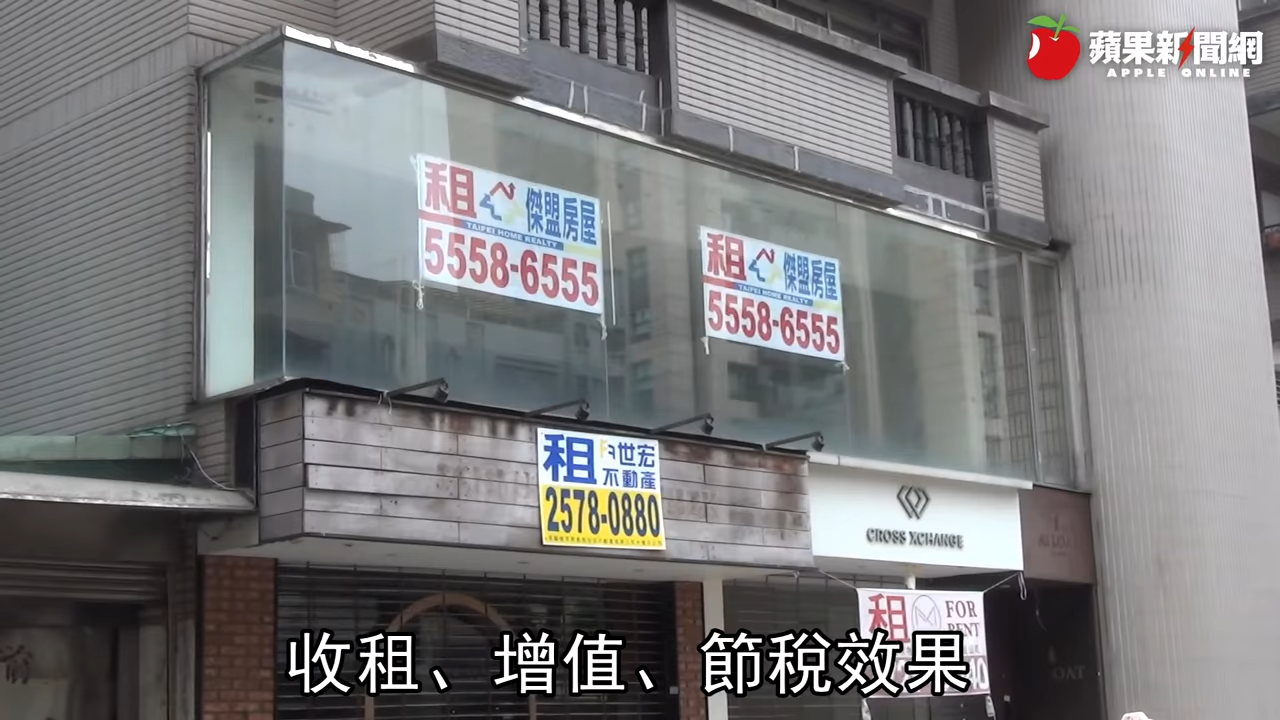 蘋果新聞網
APPLE ONLINE
租 傑盟房屋
TAIPEI HOME REALTY
5558-6555
租 傑盟房屋
TAIPEI HOME REALTY
5558-6555
租 世宏
不動產
2578-0880
CROSS XCHANGE
租 FOR
RENT
收租、增值、節稅效果